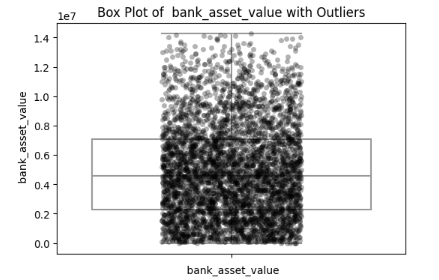 Box Plot of  bank_asset_value with Outliers
1e7
1.4
1.2
1.0
0.8
0.6
0.4
0.2
0.0
bank_asset_value
bank_asset_value